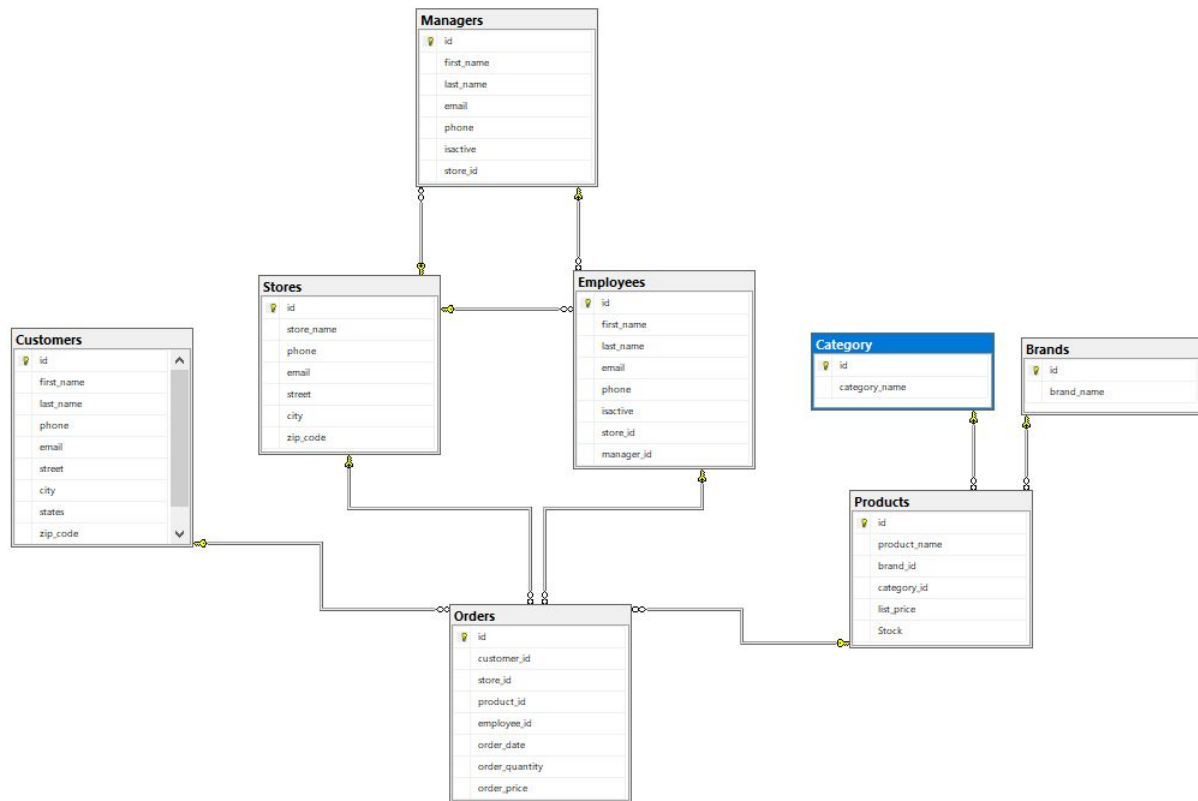 Managers
id
first_name
last_name
email
phone
isactive
store_id
Stores
id
store_name
phone
email
street
city
zip_code
Employees
id
first_name
last_name
email
phone
isactive
store_id
manager_id
Customers
id
first_name
last_name
phone
email
street
city
states
zip_code
Category
id
category_name
Brands
id
brand_name
Products
id
product_name
brand_id
category_id
list_price
Stock
Orders
id
customer_id
store_id
product_id
employee_id
order_date
order_quantity
order_price